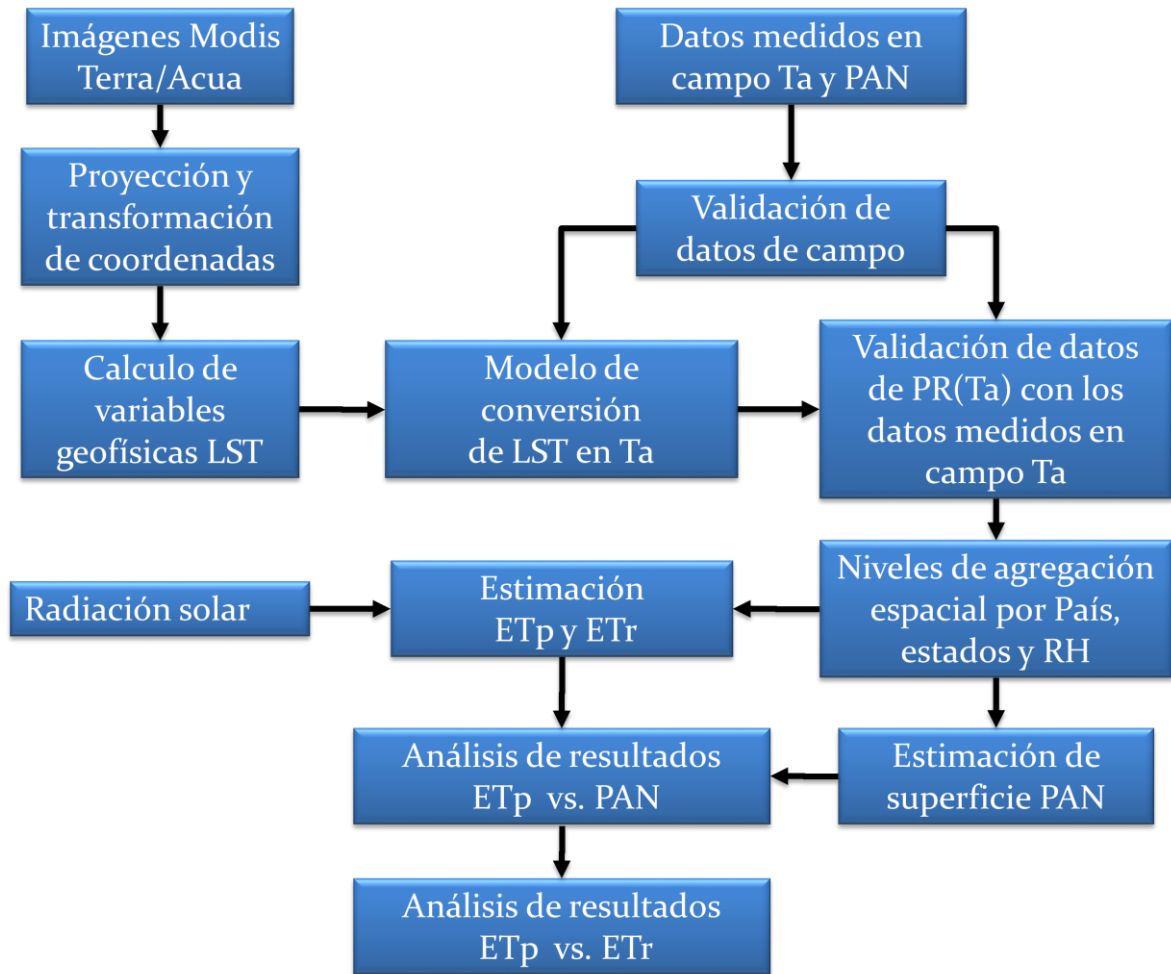 Imágenes Modis
Terra/Acua
Datos medidos en
campo Ta y PAN
Proyección y
transformación
de coordenadas
Validación de
datos de campo
Calculo de
variables
geofísicas LST
Modelo de
conversión
de LST en Ta
Validación de datos
de PR(Ta) con los
datos medidos en
campo Ta
Radiación solar
Estimación
ETp y ETr
Niveles de agregación
espacial por País,
estados y RH
Análisis de resultados
ETp vs. PAN
Estimación de
superficie PAN
Análisis de resultados
ETp vs. ETr